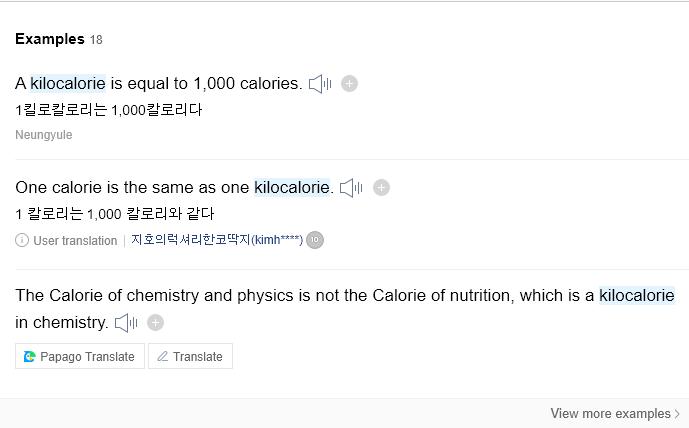 Examples 18
A kilocalorie is equal to 1,000 calories.
1킬로칼로리는 1,000칼로리다
Neungyule
One calorie is the same as one kilocalorie.
1 칼로리는 1,000 칼로리와 같다
User translation | 지호의럭셔리한코딱지(kimh****) 10
The Calorie of chemistry and physics is not the Calorie of nutrition, which is a kilocalorie
in chemistry.
Papago Translate Translate
View more examples